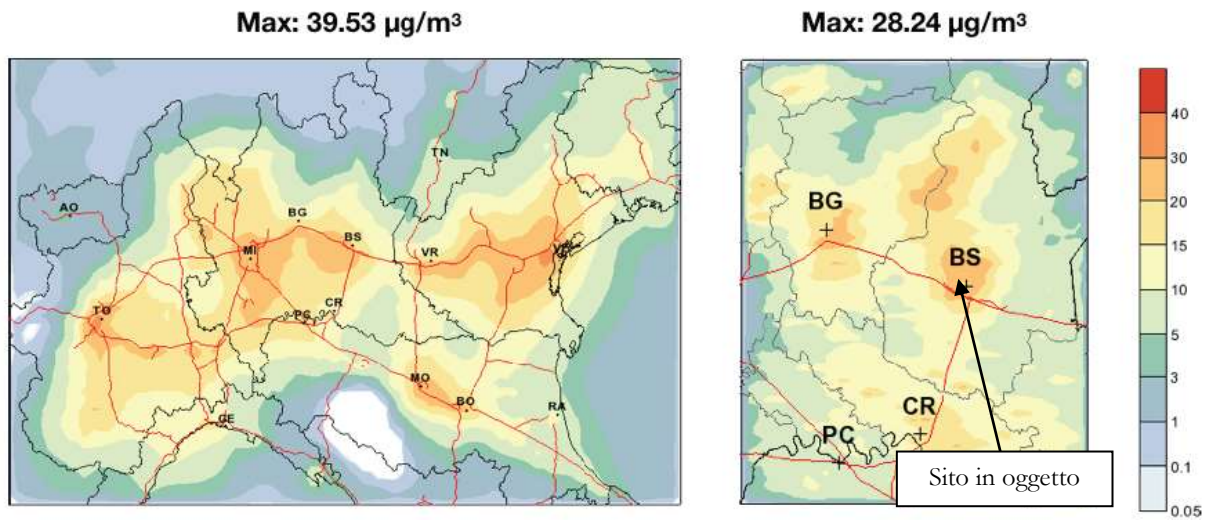 Max: 39.53 µg/m³
Max: 28.24 µg/m³
TN
AO
BG
BS
MI
VR
VE
TO
PC
CR
MO
BO
RA
GE
BG
BS
CR
PC
Sito in oggetto
40
30
20
15
10
5
3
1
0.1
0.05